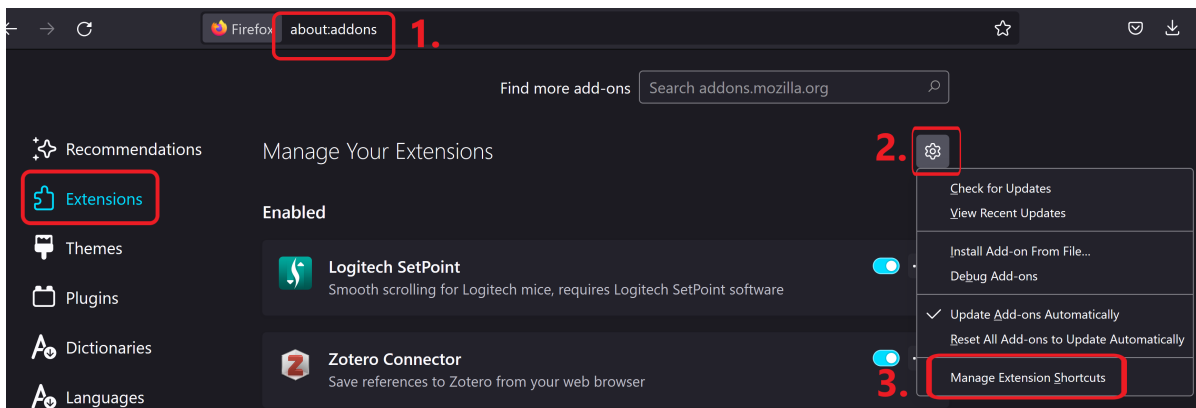 Firefox about:addons 1.
Find more add-ons Search addons.mozilla.org
Recommendations
Extensions
Themes
Plugins
Dictionaries
Languages
Manage Your Extensions 2.
Enabled
Logitech SetPoint
Smooth scrolling for Logitech mice, requires Logitech SetPoint software
Zotero Connector
Save references to Zotero from your web browser
Check for Updates
View Recent Updates
Install Add-on From File...
Debug Add-ons
Update Add-ons Automatically
Reset All Add-ons to Update Automatically
3. Manage Extension Shortcuts